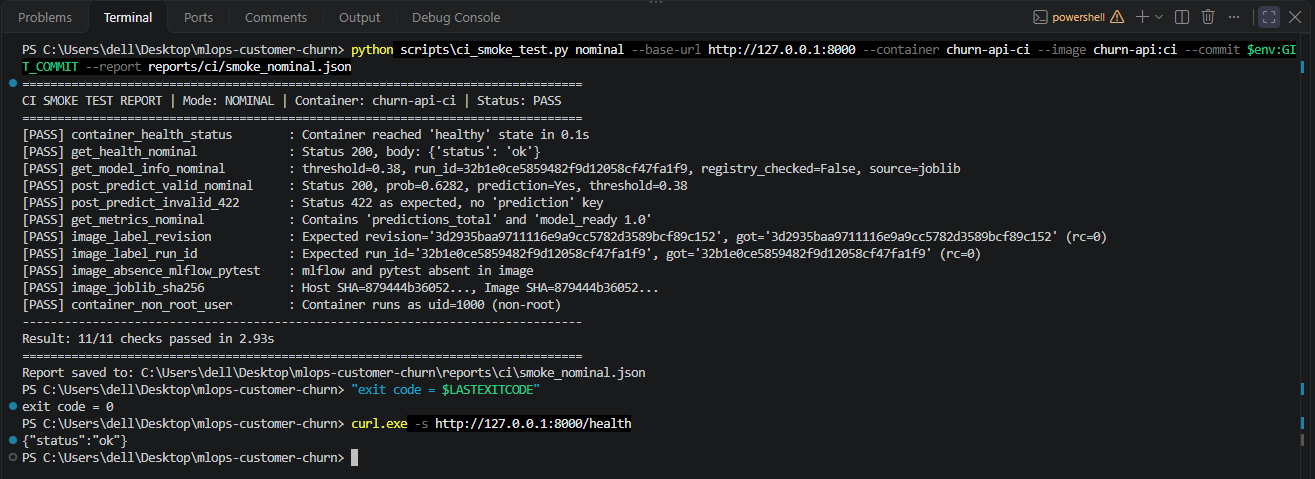 Problems Terminal Ports Comments Output Debug Console powershell
PS C:\Users\dell\Desktop\mlops-customer-churn> python scripts\ci_smoke_test.py nominal --base-url http://127.0.0.1:8000 --container churn-api-ci --image churn-api:ci --commit $env:GI
T_COMMIT --report reports/ci/smoke_nominal.json
================================================================================
CI SMOKE TEST REPORT | Mode: NOMINAL | Container: churn-api-ci | Status: PASS
================================================================================
[PASS] container_health_status : Container reached 'healthy' state in 0.1s
[PASS] get_health_nominal : Status 200, body: {'status': 'ok'}
[PASS] get_model_info_nominal : threshold=0.38, run_id=32b1e0ce5859482f9d12058cf47fa1f9, registry_checked=False, source=joblib
[PASS] post_predict_valid_nominal : Status 200, prob=0.6282, prediction=Yes, threshold=0.38
[PASS] post_predict_invalid_422 : Status 422 as expected, no 'prediction' key
[PASS] get_metrics_nominal : Contains 'predictions_total' and 'model_ready 1.0'
[PASS] image_label_revision : Expected revision='3d2935baa9711116e9a9cc5782d3589bcf89c152', got='3d2935baa9711116e9a9cc5782d3589bcf89c152' (rc=0)
[PASS] image_label_run_id : Expected run_id='32b1e0ce5859482f9d12058cf47fa1f9', got='32b1e0ce5859482f9d12058cf47fa1f9' (rc=0)
[PASS] image_absence_mlflow_pytest : mlflow and pytest absent in image
[PASS] image_joblib_sha256 : Host SHA=879444b36052..., Image SHA=879444b36052...
[PASS] container_non_root_user : Container runs as uid=1000 (non-root)
--------------------------------------------------------------------------------
Result: 11/11 checks passed in 2.93s
================================================================================
Report saved to: C:\Users\dell\Desktop\mlops-customer-churn\reports\ci\smoke_nominal.json
PS C:\Users\dell\Desktop\mlops-customer-churn> "exit code = $LASTEXITCODE"
exit code = 0
PS C:\Users\dell\Desktop\mlops-customer-churn> curl.exe -s http://127.0.0.1:8000/health
{"status":"ok"}
PS C:\Users\dell\Desktop\mlops-customer-churn>